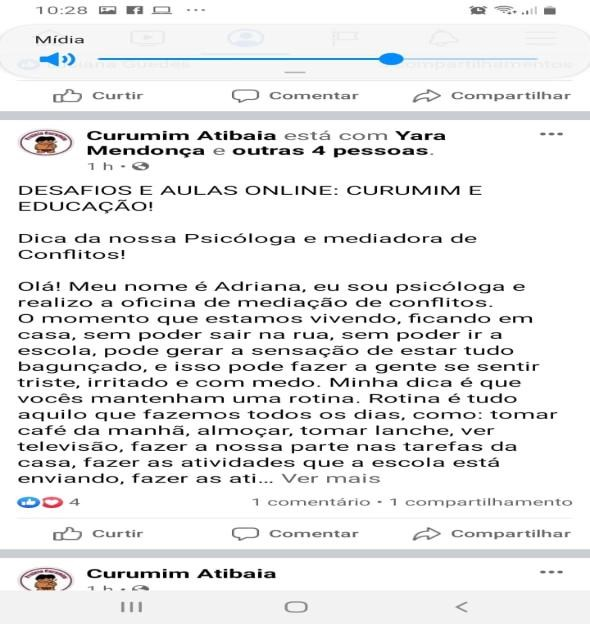 10:28
Mídia
Curtir Comentar Compartilhar
Curumim Atibaia está com Yara
Mendonça e outras 4 pessoas.
1 h
DESAFIOS E AULAS ONLINE: CURUMIM E
EDUCAÇÃO!
Dica da nossa Psicóloga e mediadora de
Conflitos!
Olá! Meu nome é Adriana, eu sou psicóloga e
realizo a oficina de mediação de conflitos.
O momento que estamos vivendo, ficando em
casa, sem poder sair na rua, sem poder ir a
escola, pode gerar a sensação de estar tudo
bagunçado, e isso pode fazer a gente se sentir
triste, irritado e com medo. Minha dica é que
vocês mantenham uma rotina. Rotina é tudo
aquilo que fazemos todos os dias, como: tomar
café da manhã, almoçar, tomar lanche, ver
televisão, fazer a nossa parte nas tarefas da
casa, fazer as atividades que a escola está
enviando, fazer as ati... Ver mais
4 1 comentário • 1 compartilhamento
Curtir Comentar Compartilhar
Curumim Atibaia
1 h